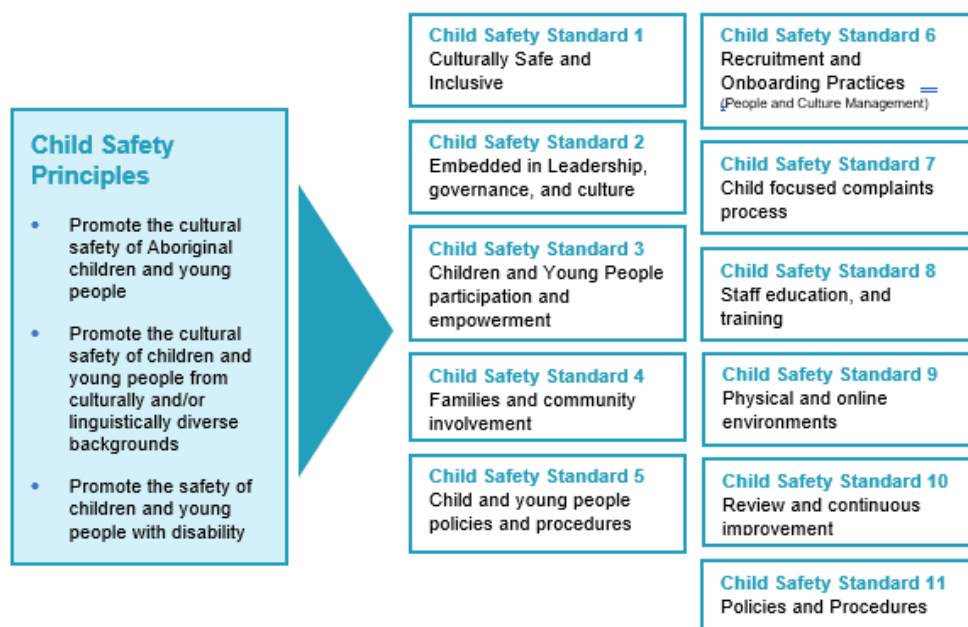 Child Safety
Principles
• Promote the cultural
safety of Aboriginal
children and young
people
• Promote the cultural
safety of children and
young people from
culturally and/or
linguistically diverse
backgrounds
• Promote the safety of
children and young
people with disability
Child Safety Standard 1
Culturally Safe and
Inclusive
Child Safety Standard 2
Embedded in Leadership,
governance, and culture
Child Safety Standard 3
Children and Young People
participation and
empowerment
Child Safety Standard 4
Families and community
involvement
Child Safety Standard 5
Child and young people
policies and procedures
Child Safety Standard 6
Recruitment and
Onboarding Practices
(People and Culture Management)
Child Safety Standard 7
Child focused complaints
process
Child Safety Standard 8
Staff education, and
training
Child Safety Standard 9
Physical and online
environments
Child Safety Standard 10
Review and continuous
improvement
Child Safety Standard 11
Policies and Procedures